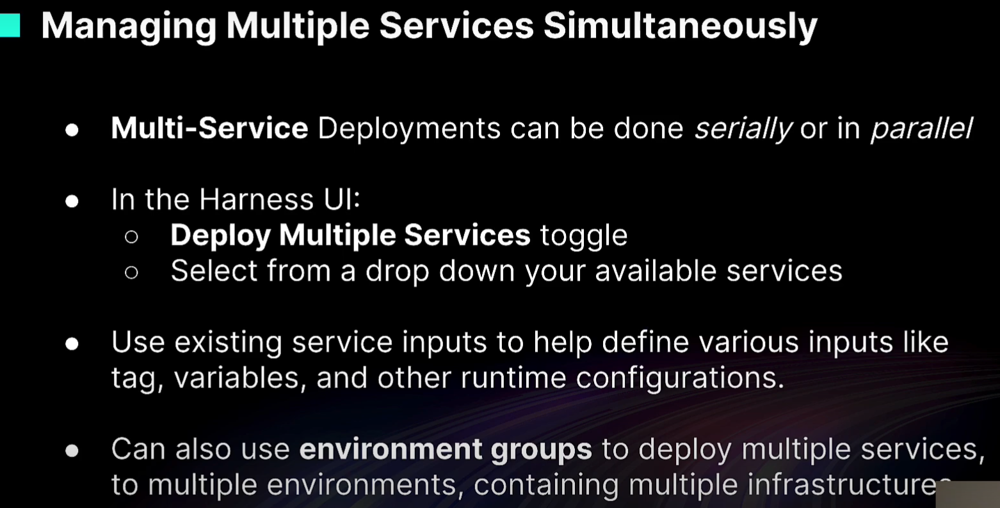 Managing Multiple Services Simultaneously
● Multi-Service Deployments can be done serially or in parallel
● In the Harness UI:
○ Deploy Multiple Services toggle
○ Select from a drop down your available services
● Use existing service inputs to help define various inputs like
tag, variables, and other runtime configurations.
● Can also use environment groups to deploy multiple services,
to multiple environments, containing multiple infrastructures